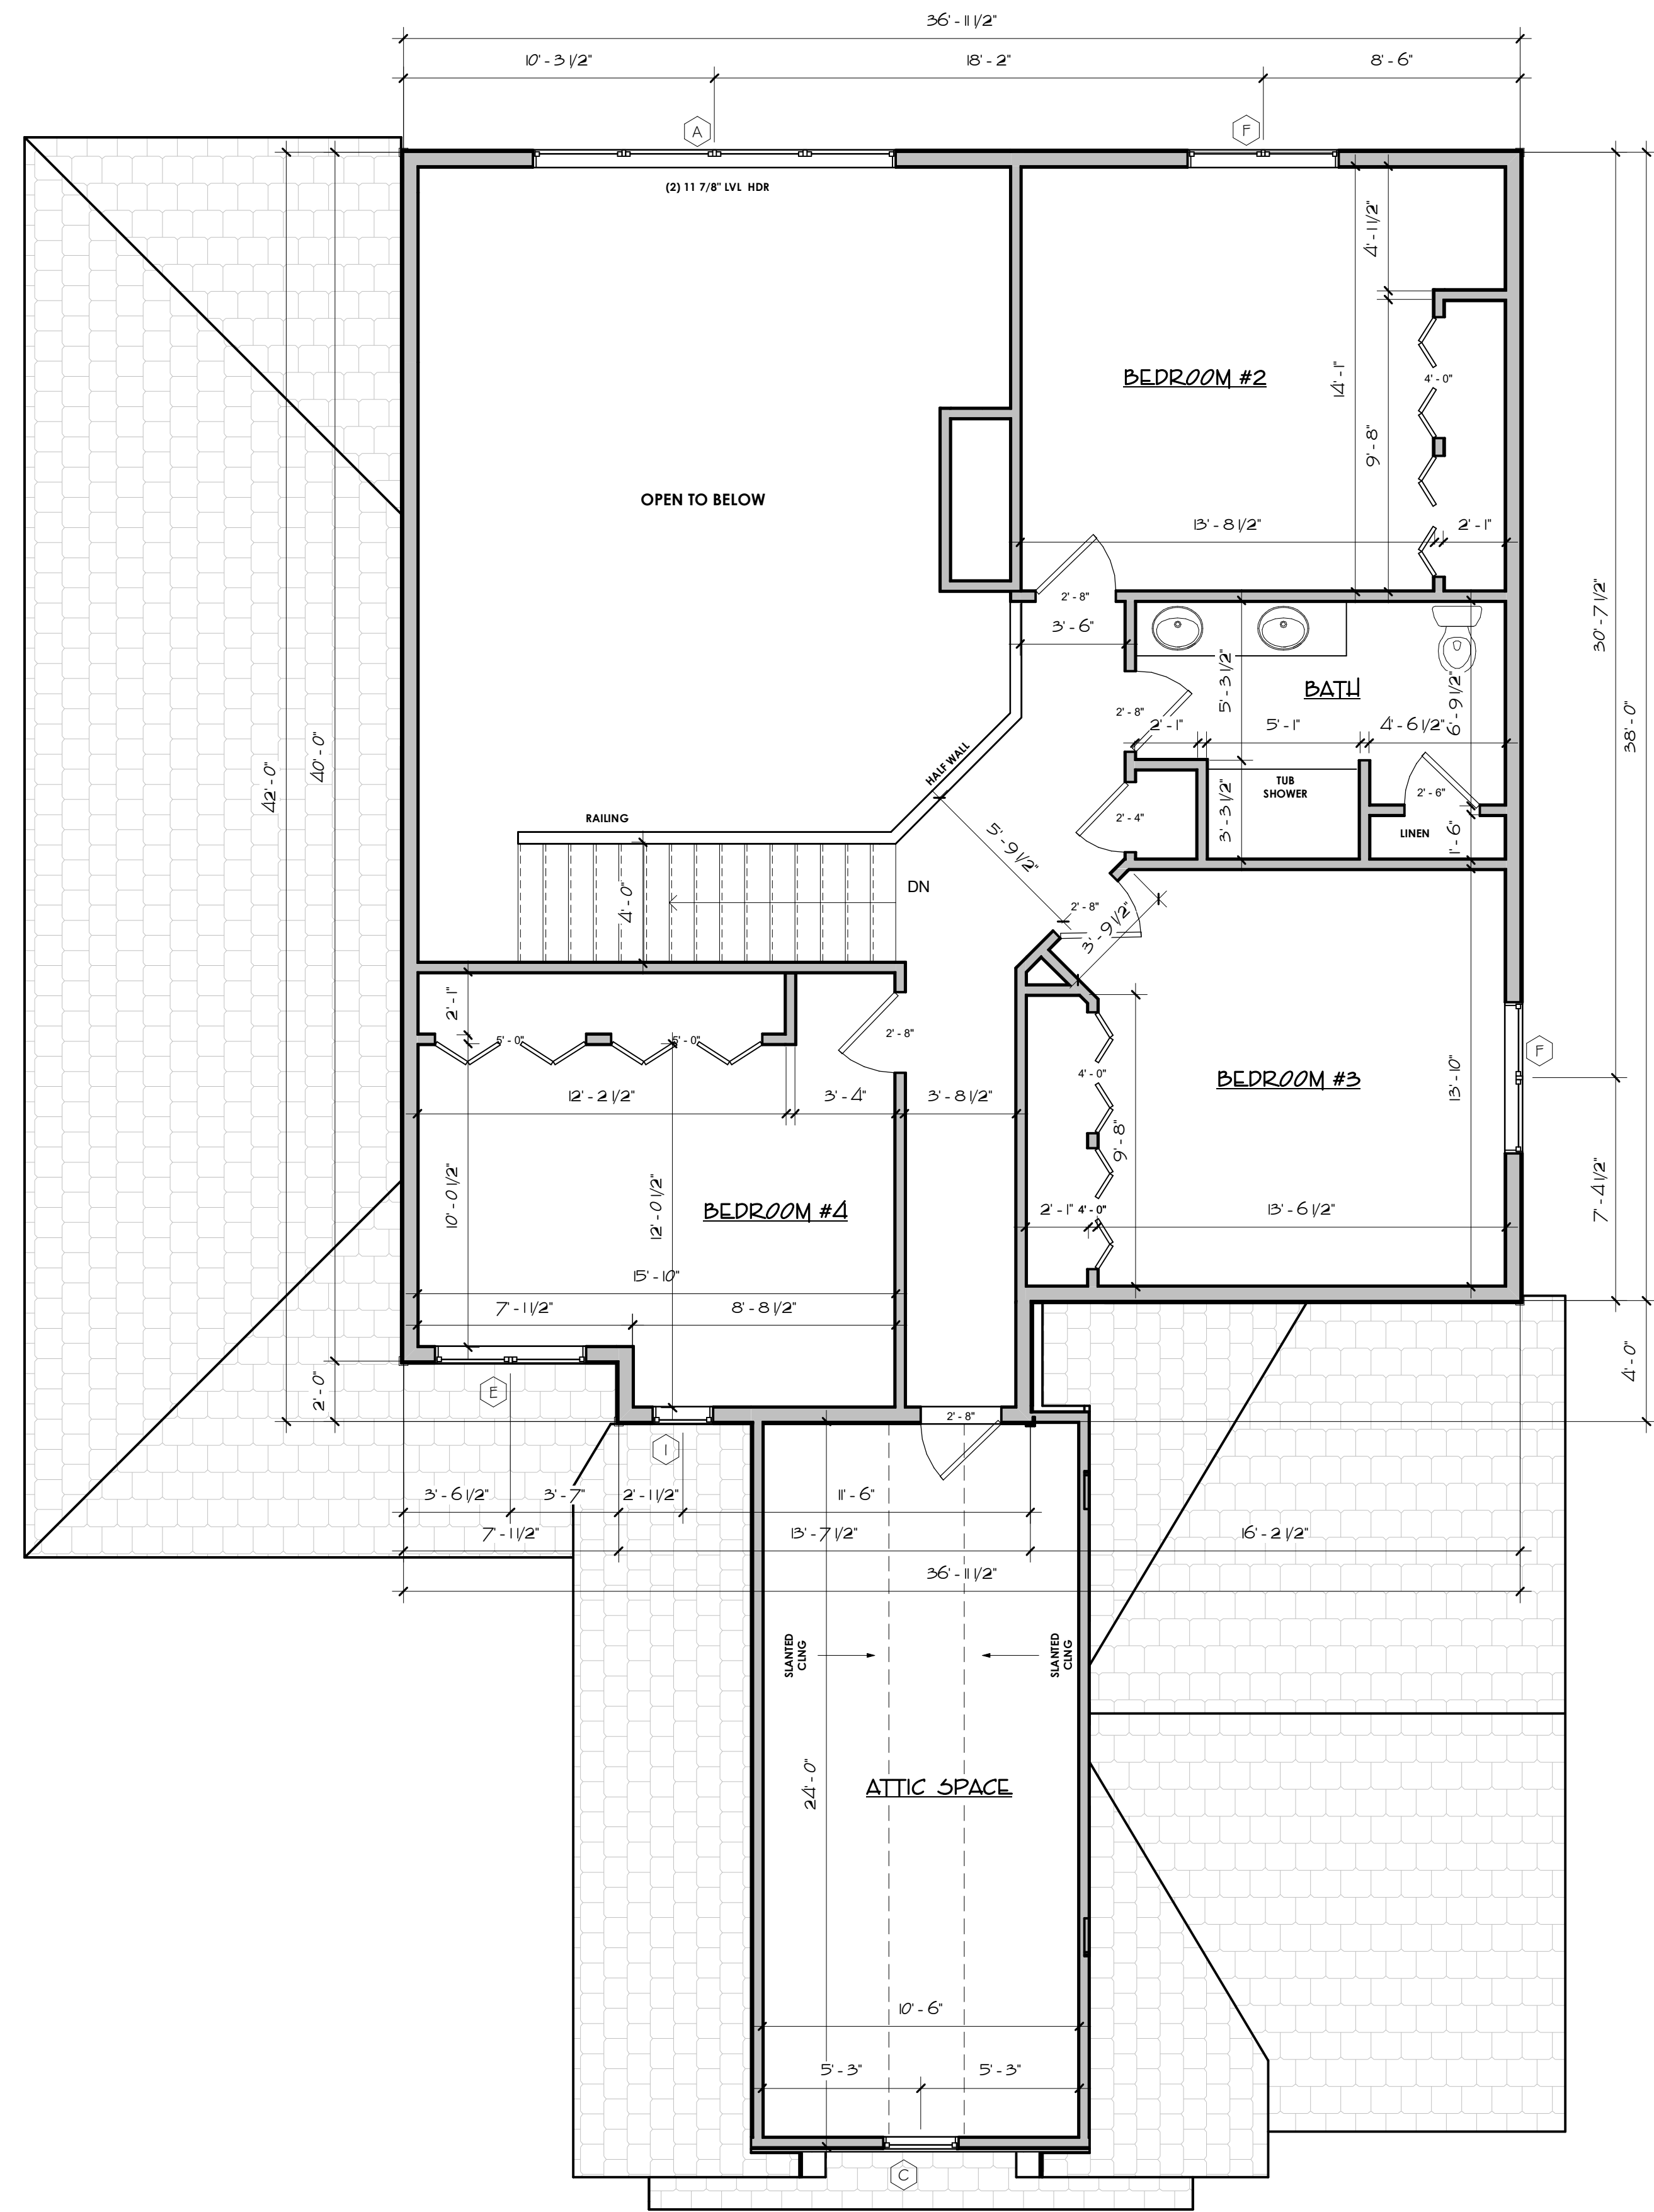 36' - 11 1/2"
10' - 3 1/2"
18' - 2"
8' - 6"
A
F
(2) 11 7/8" LVL HDR
4' - 1 1/2"
BEDROOM #2
14' - 1"
4' - 0"
9' - 8"
OPEN TO BELOW
13' - 8 1/2"
2' - 1"
2' - 8"
3' - 6"
30' - 7 1/2"
38' - 0"
5' - 3 1/2"
BATH
6' - 9 1/2"
2' - 8"
2' - 1"
5' - 1"
4' - 6 1/2"
42' - 0"
40' - 0"
HALF WALL
TUB
SHOWER
2' - 6"
3' - 3 1/2"
RAILING
2' - 4"
LINEN
1' - 6"
5' - 9 1/2"
DN
4' - 0"
2' - 8"
3' - 9 1/2"
2' - 1"
5' - 0"
5' - 0"
2' - 8"
F
4' - 0"
BEDROOM #3
13' - 10"
12' - 2 1/2"
3' - 4"
3' - 8 1/2"
9' - 8"
10' - 0 1/2"
12' - 0 1/2"
BEDROOM #4
2' - 1"
4' - 0"
13' - 6 1/2"
7' - 4 1/2"
15' - 10"
7' - 1 1/2"
8' - 8 1/2"
4' - 0"
2' - 0"
E
2' - 8"
I
3' - 6 1/2"
3' - 7"
2' - 1 1/2"
11' - 6"
7' - 1 1/2"
13' - 7 1/2"
16' - 2 1/2"
36' - 11 1/2"
SLANTED
CLNG
SLANTED
CLNG
24' - 0"
ATTIC SPACE
10' - 6"
5' - 3"
5' - 3"
C